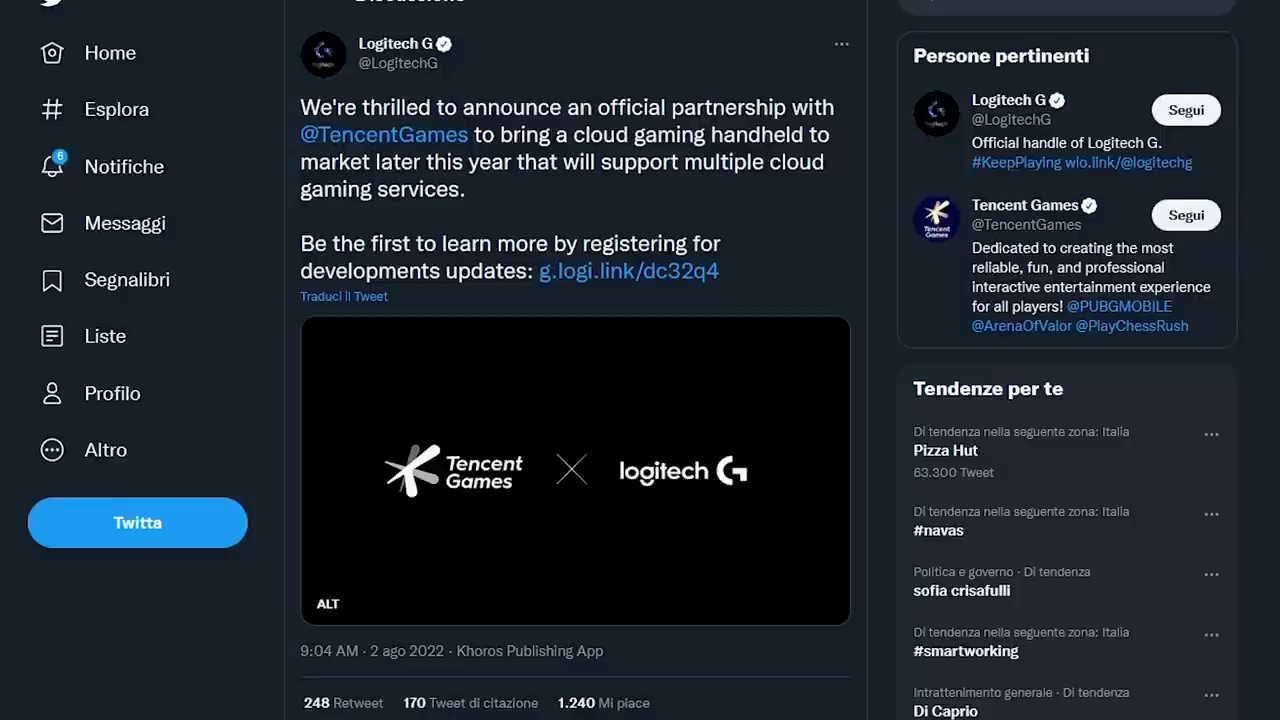 Home
Esplora
6
Notifiche
Messaggi
Segnalibri
Liste
Profilo
Altro
Twitta
Discussione
Logitech G
@LogitechG
We're thrilled to announce an official partnership with
@TencentGames to bring a cloud gaming handheld to
market later this year that will support multiple cloud
gaming services.
Be the first to learn more by registering for
developments updates: g.logi.link/dc32q4
Traduci il Tweet
Tencent
Games
logitech G
ALT
9:04 AM · 2 ago 2022 · Khoros Publishing App
248 Retweet 170 Tweet di citazione 1.240 Mi piace
Persone pertinenti
Logitech G
@LogitechG
Segui
Official handle of Logitech G.
#KeepPlaying wlo.link/@logitechg
Tencent Games
@TencentGames
Segui
Dedicated to creating the most
reliable, fun, and professional
interactive entertainment experience
for all players! @PUBGMOBILE
@ArenaOfValor @PlayChessRush
Tendenze per te
Di tendenza nella seguente zona: Italia
Pizza Hut
63.300 Tweet
Di tendenza nella seguente zona: Italia
#navas
Politica e governo · Di tendenza
sofia crisafulli
Di tendenza nella seguente zona: Italia
#smartworking
Intrattenimento generale · Di tendenza
Di Caprio